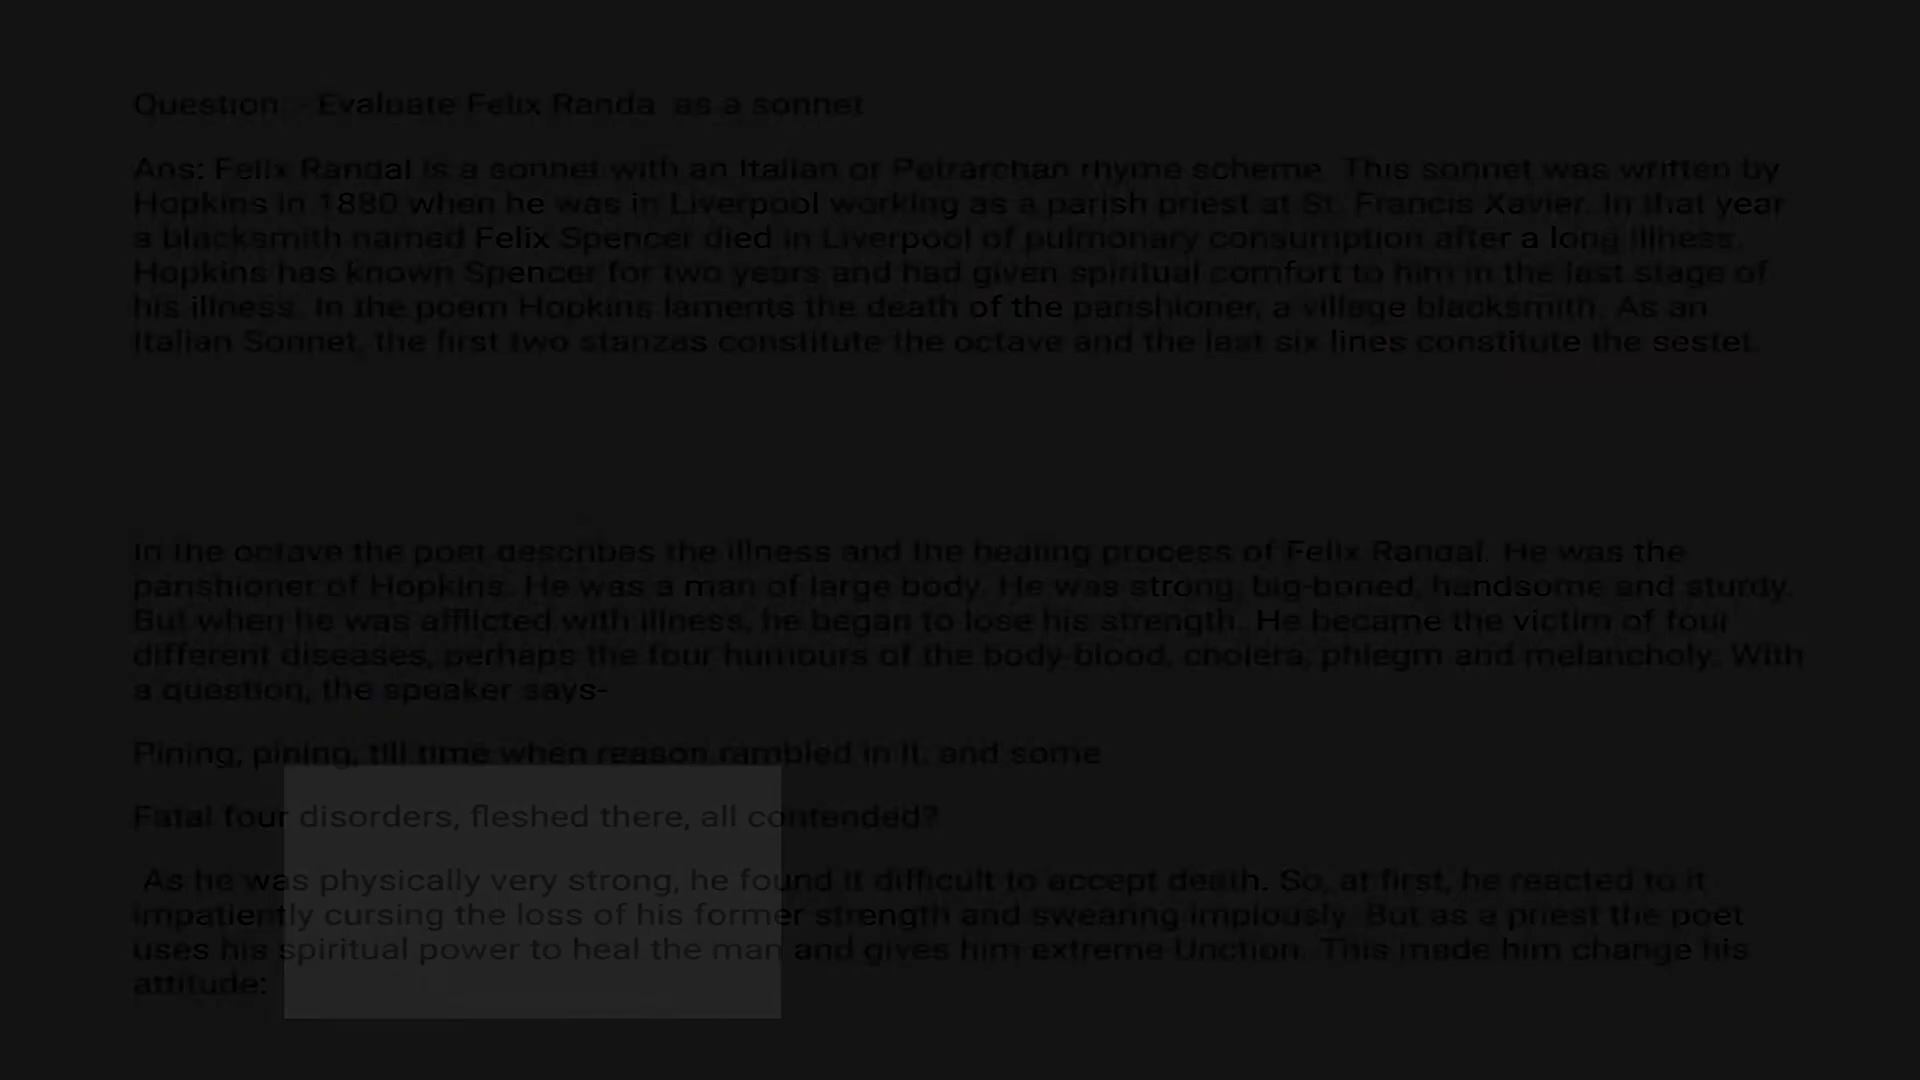 Question - Evaluate Felix Randa as a sonnet
Ans: Felix Randal is a sonnet with an Italian or Petrarchan rhyme scheme. This sonnet was written by
Hopkins in 1880 when he was in Liverpool working as a parish priest at St. Francis Xavier. In that year
a blacksmith named Felix Spencer died in Liverpool of pulmonary consumption after a long illness.
Hopkins has known Spencer for two years and had given spiritual comfort to him in the last stage of
his illness. In the poem Hopkins laments the death of the parishioner, a village blacksmith. As an
Italian Sonnet, the first two stanzas constitute the octave and the last six lines constitute the sestet.
In the octave the poet describes the illness and the healing process of Felix Randal. He was the
parishioner of Hopkins. He was a man of large body. He was strong, big-boned, handsome and sturdy.
But when he was afflicted with illness, he began to lose his strength. He became the victim of four
different diseases, perhaps the four humours of the body-blood, cholera, phlegm and melancholy. With
a question, the speaker says-
Pining, pining, till time when reason rambled in it, and some
Fatal four disorders, fleshed there, all contended?
As he was physically very strong, he found it difficult to accept death. So, at first, he reacted to it
impatiently cursing the loss of his former strength and swearing impiously. But as a priest the poet
uses his spiritual power to heal the man and gives him extreme Unction. This made him change his
attitude: